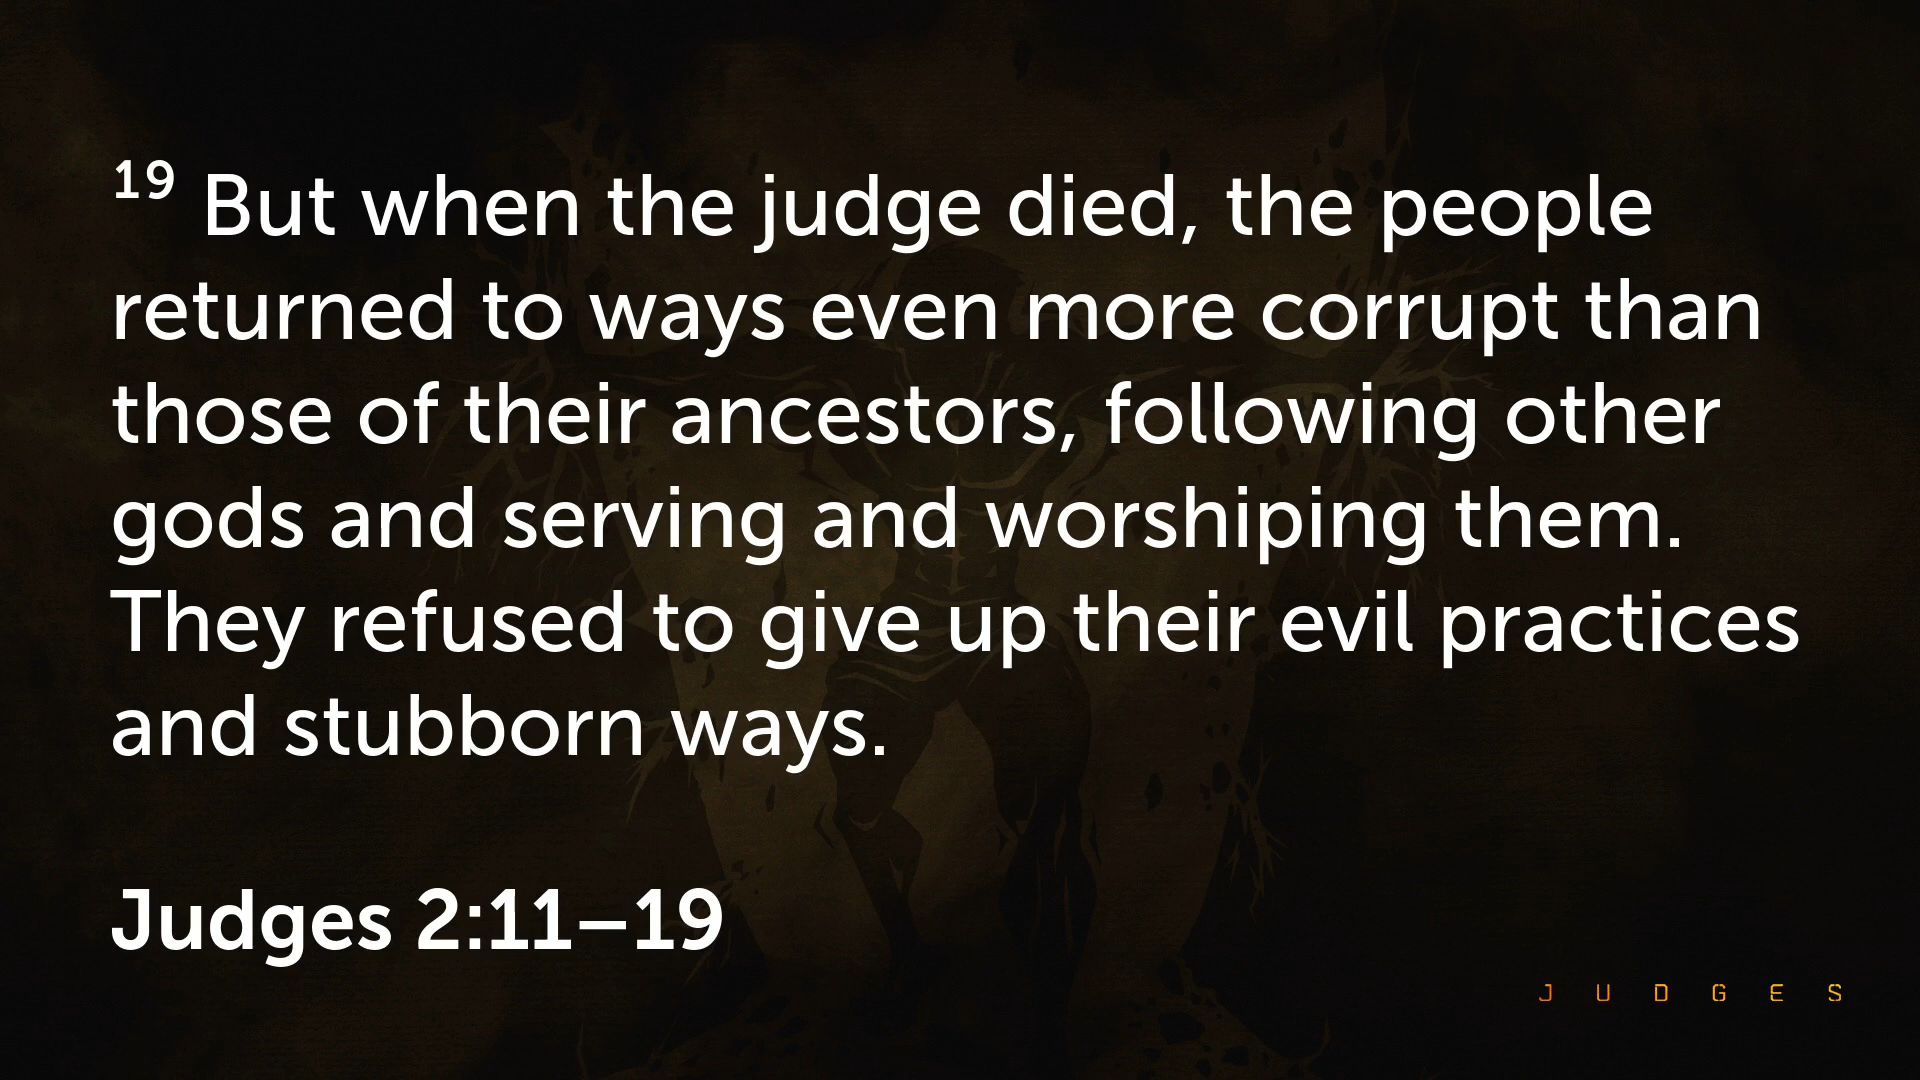 19 But when the judge died, the people
returned to ways even more corrupt than
those of their ancestors, following other
gods and serving and worshiping them.
They refused to give up their evil practices
and stubborn ways.
Judges 2:11–19
JUDGES